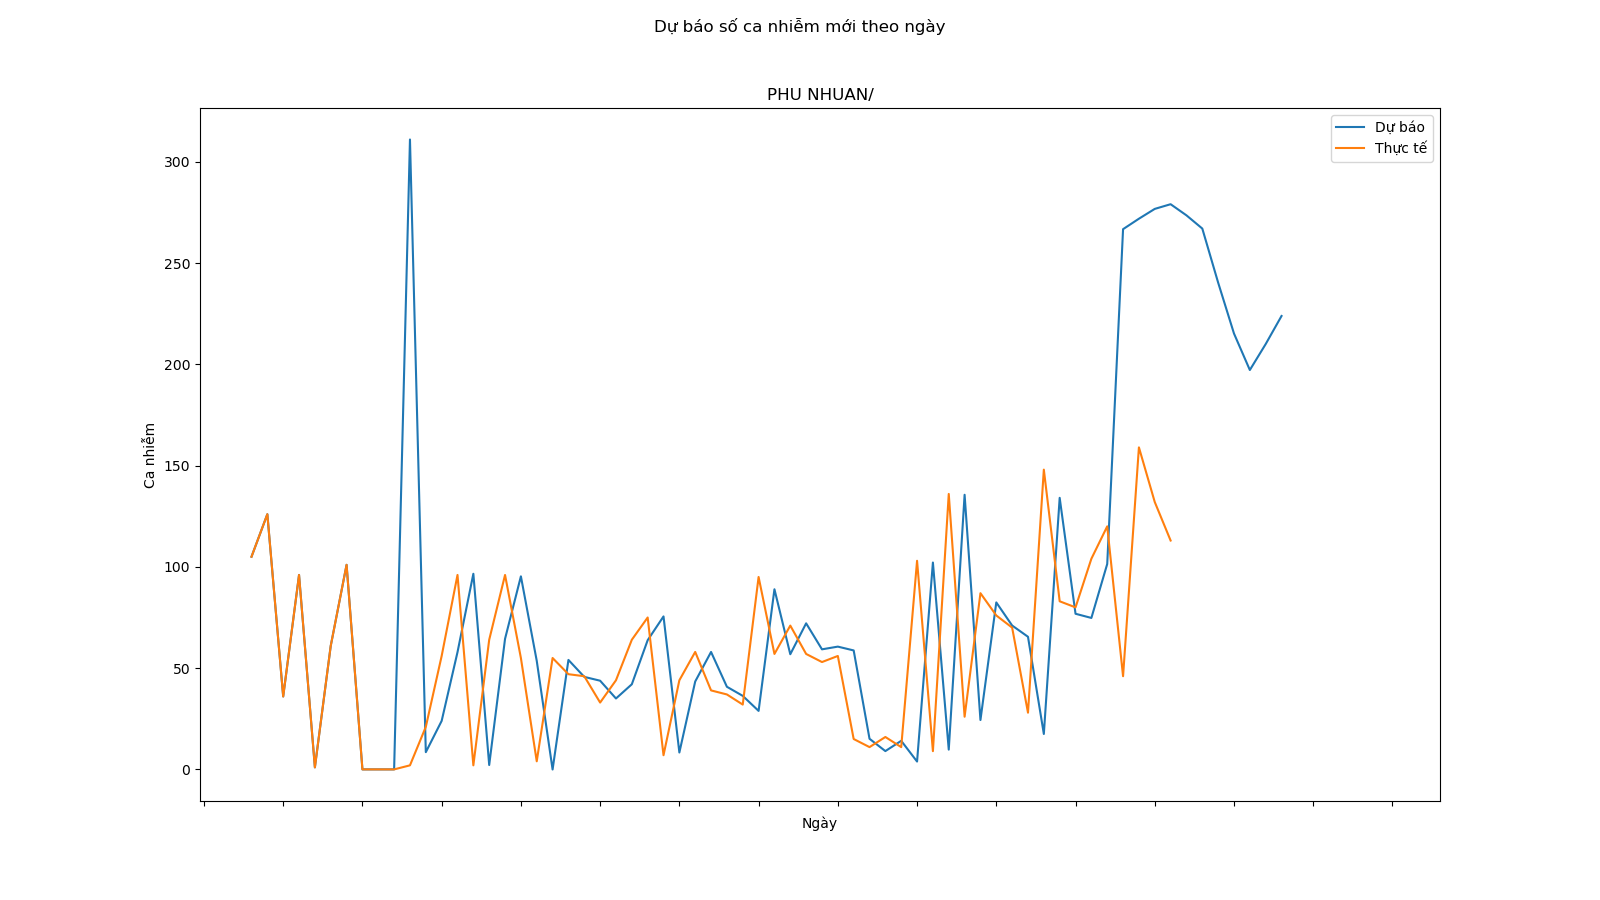 Dự báo số ca nhiễm mới theo ngày
PHU NHUAN/
Dự báo
Thực tế
300
250
200
150
100
50
0
Ca nhiễm
Ngày